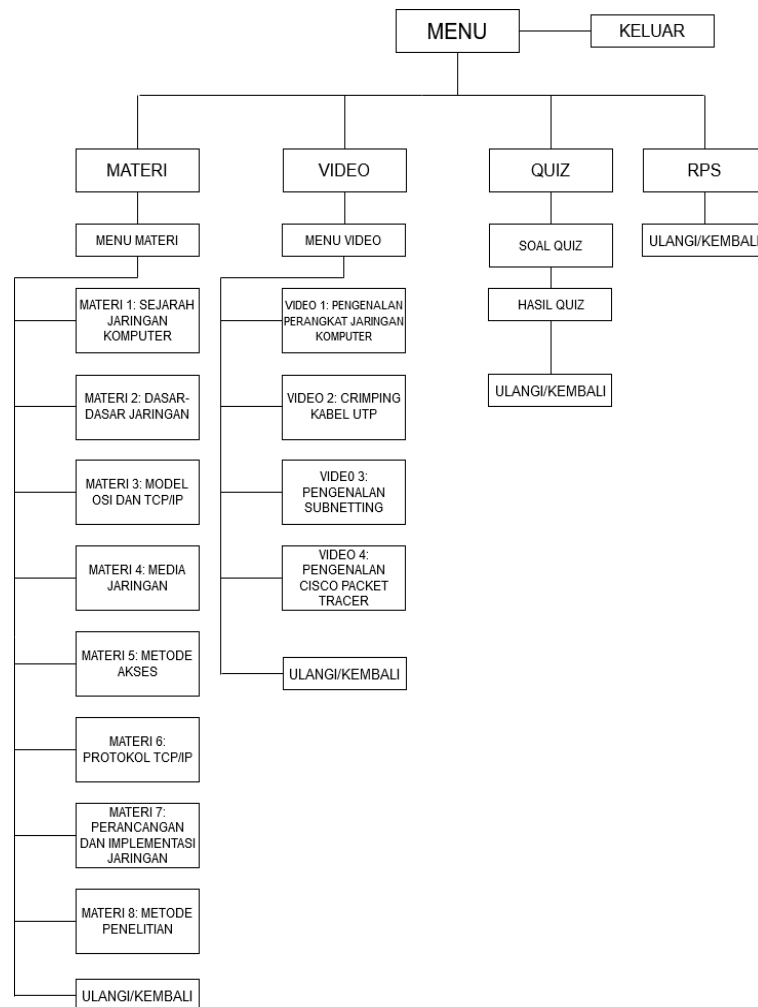 MENU
KELUAR
MATERI
VIDEO
QUIZ
RPS
MENU MATERI
MATERI 1: SEJARAH
JARINGAN
KOMPUTER
MATERI 2: DASAR-
DASAR JARINGAN
MATERI 3: MODEL
OSI DAN TCP/IP
MATERI 4: MEDIA
JARINGAN
MATERI 5: METODE
AKSES
MATERI 6:
PROTOKOL TCP/IP
MATERI 7:
PERANCANGAN
DAN IMPLEMENTASI
JARINGAN
MATERI 8: METODE
PENELITIAN
ULANGI/KEMBALI
MENU VIDEO
VIDEO 1: PENGENALAN
PERANGKAT JARINGAN
KOMPUTER
VIDEO 2: CRIMPING
KABEL UTP
VIDE0 3:
PENGENALAN
SUBNETTING
VIDEO 4:
PENGENALAN
CISCO PACKET
TRACER
ULANGI/KEMBALI
SOAL QUIZ
HASIL QUIZ
ULANGI/KEMBALI
ULANGI/KEMBALI